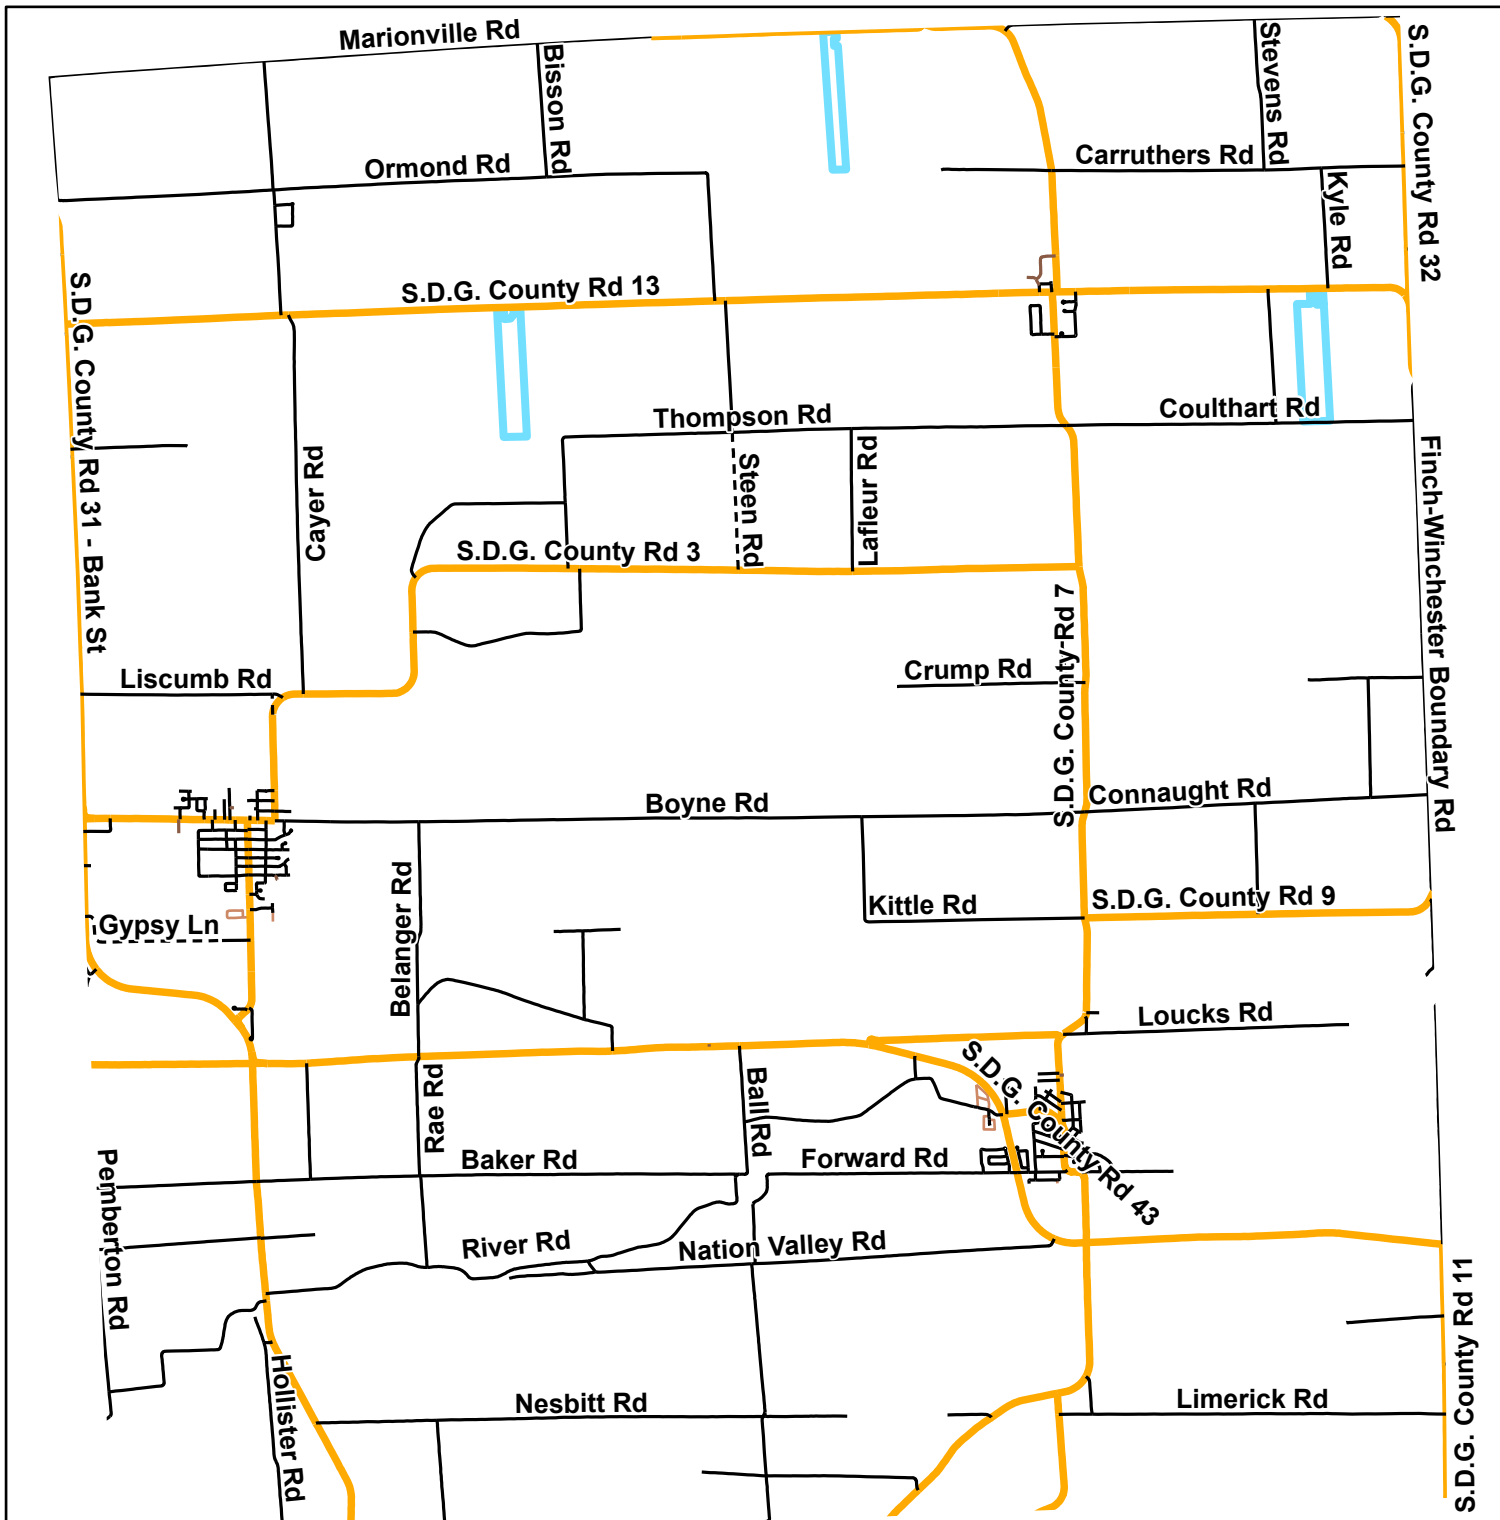 Marionville Rd
Bisson Rd
Stevens Rd
S.D.G. County Rd 32
Ormond Rd
Carruthers Rd
Kyle Rd
S.D.G. County Rd 13
S.D.G. County Rd 31 - Bank St
Thompson Rd
Coulthart Rd
Cayer Rd
Steen Rd
Lafleur Rd
Finch-Winchester Boundary Rd
S.D.G. County Rd 3
S.D.G. County Rd 7
Liscumb Rd
Crump Rd
Boyne Rd
Connaught Rd
Belanger Rd
Kittle Rd
S.D.G. County Rd 9
Gypsy Ln
Loucks Rd
S.D.G. County Rd 43
Rae Rd
Ball Rd
Baker Rd
Forward Rd
Pemberton Rd
River Rd
Nation Valley Rd
S.D.G. County Rd 11
Hollister Rd
Nesbitt Rd
Limerick Rd